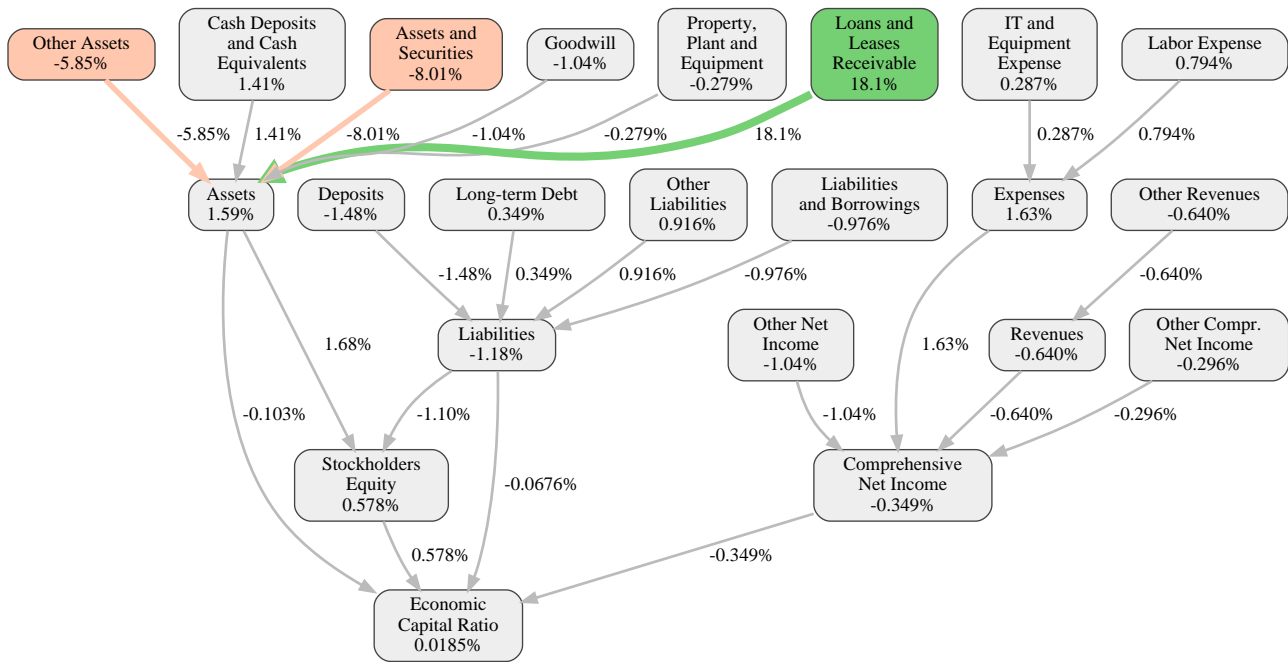 Other Assets
-5.85%
Cash Deposits
and Cash
Equivalents
1.41%
Assets and
Securities
-8.01%
Goodwill
-1.04%
Property,
Plant and
Equipment
-0.279%
Loans and
Leases
Receivable
18.1%
IT and
Equipment
Expense
0.287%
Labor Expense
0.794%
-5.85%
1.41%
-8.01%
-1.04%
-0.279%
18.1%
0.287%
0.794%
Assets
1.59%
Deposits
-1.48%
Long-term Debt
0.349%
Other
Liabilities
0.916%
Liabilities
and Borrowings
-0.976%
Expenses
1.63%
Other Revenues
-0.640%
-1.48%
0.349%
0.916%
-0.976%
-0.640%
1.68%
Liabilities
-1.18%
Other Net
Income
-1.04%
1.63%
Revenues
-0.640%
Other Compr.
Net Income
-0.296%
-0.103%
-1.10%
-1.04%
-0.640%
-0.296%
Stockholders
Equity
0.578%
-0.0676%
Comprehensive
Net Income
-0.349%
0.578%
-0.349%
Economic
Capital Ratio
0.0185%